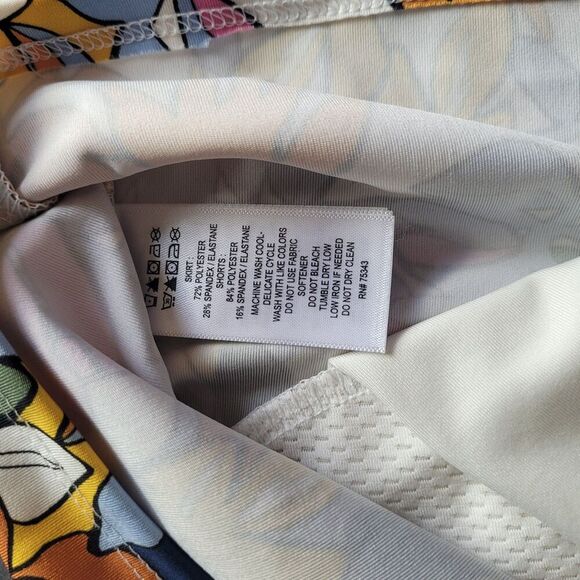 SKIRT :
72% POLYESTER
28% SPANDEX / ELASTANE
SHORTS :
84% POLYESTER
16% SPANDEX / ELASTANE
MACHINE WASH COOL-
DELICATE CYCLE
WASH WITH LIKE COLORS
DO NOT USE FABRIC
SOFTENER
DO NOT BLEACH
TUMBLE DRY LOW
LOW IRON IF NEEDED
DO NOT DRY CLEAN
RN# 75343